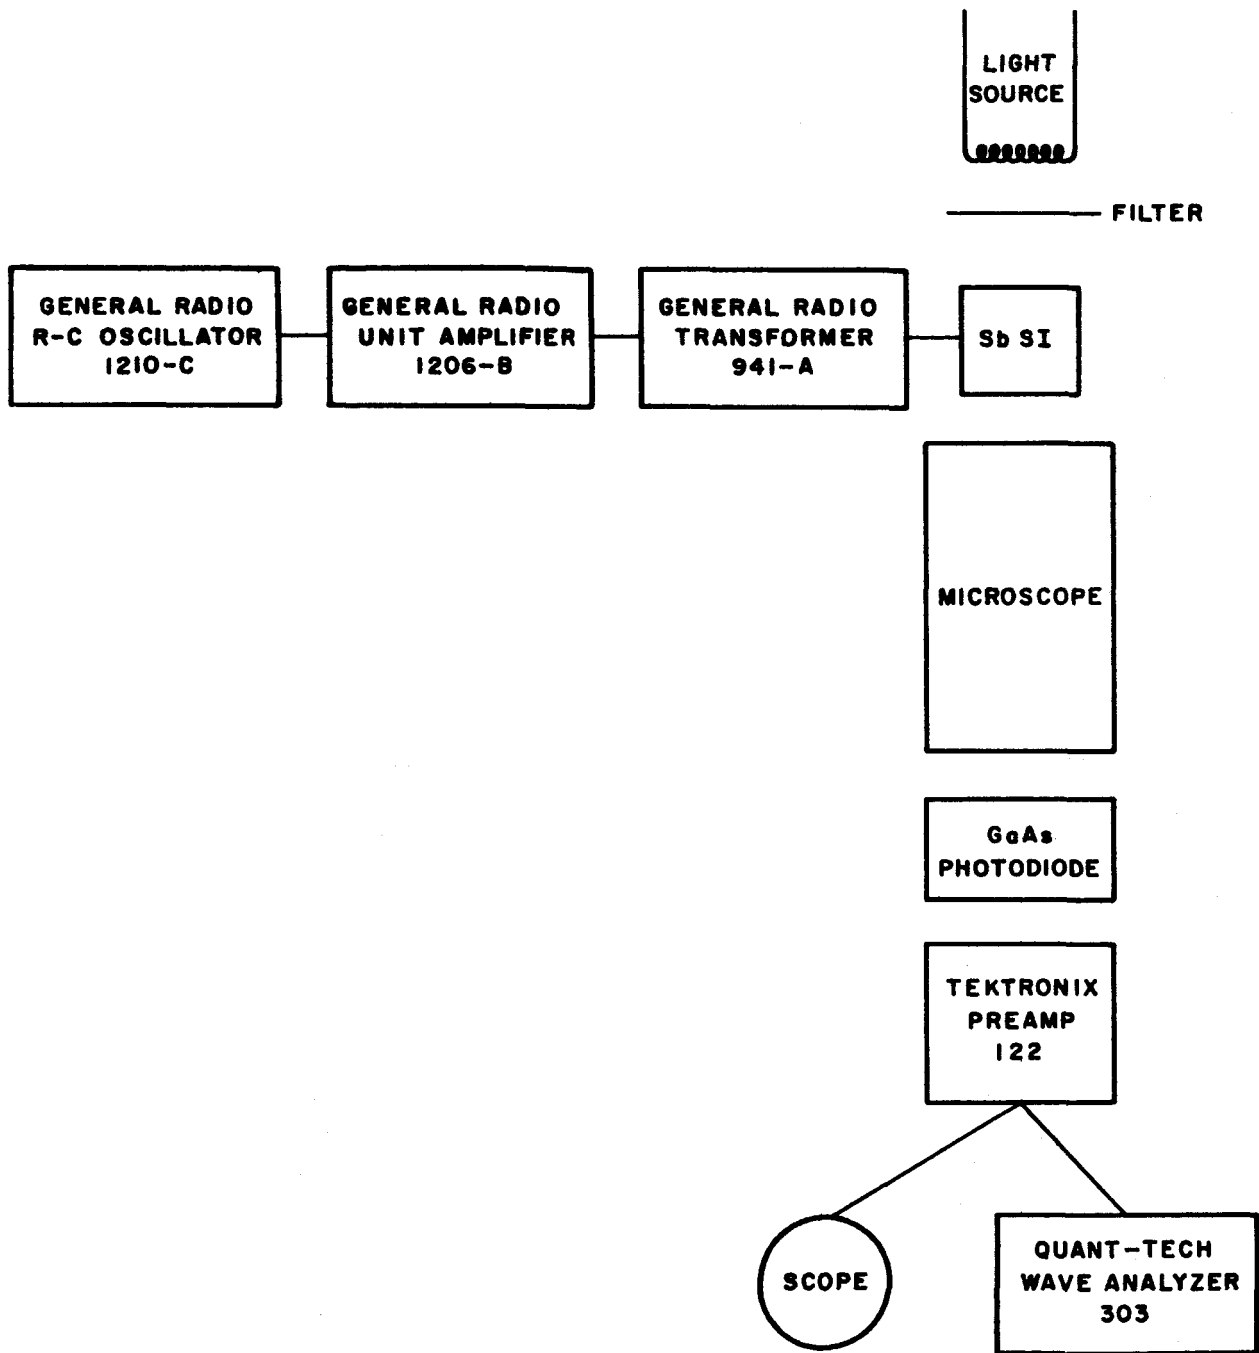 LIGHT
SOURCE
FILTER
GENERAL RADIO
R-C OSCILLATOR
1210-C
GENERAL RADIO
UNIT AMPLIFIER
1206-B
GENERAL RADIO
TRANSFORMER
941-A
Sb SI
MICROSCOPE
GaAs
PHOTODIODE
TEKTRONIX
PREAMP
122
SCOPE
QUANT-TECH
WAVE ANALYZER
303